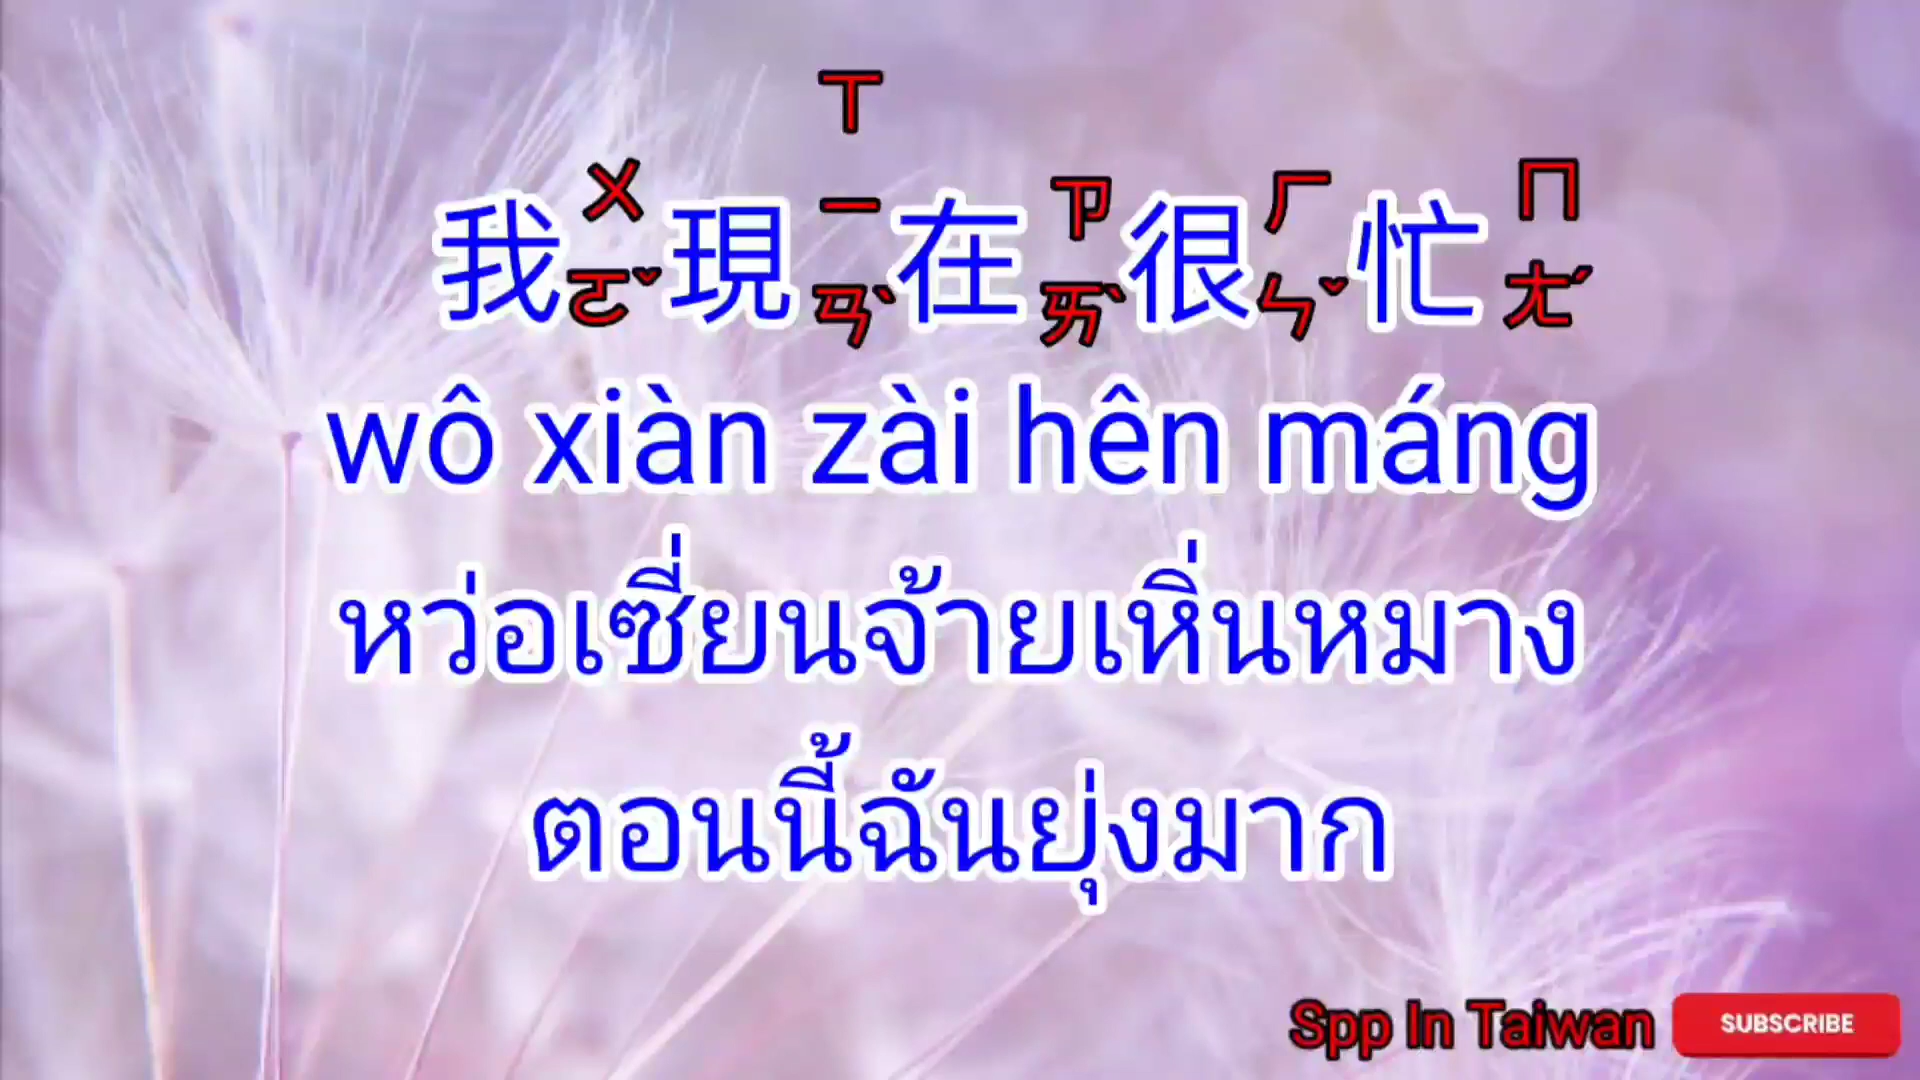 我ㄨㄛˇ現ㄒㄧㄢˋ在ㄗㄞˋ很ㄏㄣˇ忙ㄇㄤˊ
wô xiàn zài hên máng
หว่อเซี่ยนจ้ายเหิ่นหมาง
ตอนนี้ฉันยุ่งมาก
Spp In Taiwan SUBSCRIBE